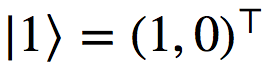 |1⟩ = (1, 0)⊤